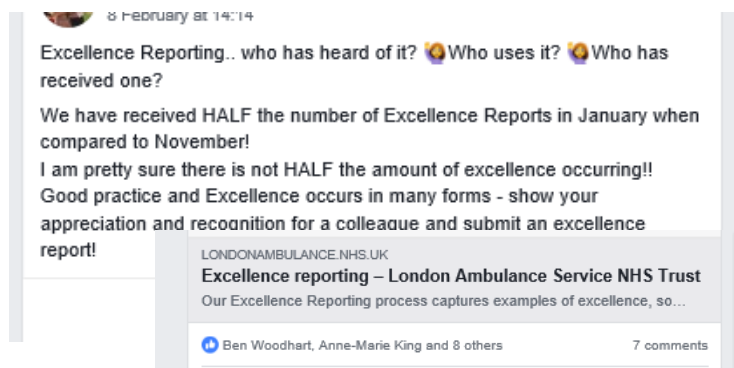 8 February at 14:14
Excellence Reporting.. who has heard of it? 🙋Who uses it? 🙋Who has
received one?
We have received HALF the number of Excellence Reports in January when
compared to November!
I am pretty sure there is not HALF the amount of excellence occurring!!
Good practice and Excellence occurs in many forms - show your
appreciation and recognition for a colleague and submit an excellence
report!
LONDONAMBULANCE.NHS.UK
Excellence reporting – London Ambulance Service NHS Trust
Our Excellence Reporting process captures examples of excellence, so...
Ben Woodhart, Anne-Marie King and 8 others 7 comments